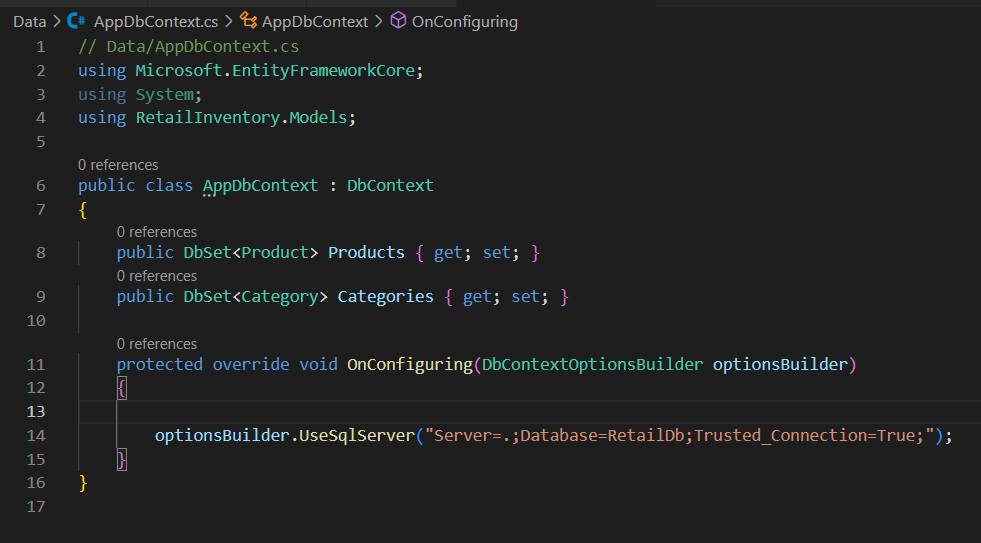 Data > C# AppDbContext.cs > AppDbContext > OnConfiguring
1 // Data/AppDbContext.cs
2 using Microsoft.EntityFrameworkCore;
3 using System;
4 using RetailInventory.Models;
5
0 references
6 public class AppDbContext : DbContext
7 {
0 references
8 public DbSet<Product> Products { get; set; }
0 references
9 public DbSet<Category> Categories { get; set; }
10
0 references
11 protected override void OnConfiguring(DbContextOptionsBuilder optionsBuilder)
12 {
13
14 optionsBuilder.UseSqlServer("Server=.;Database=RetailDb;Trusted_Connection=True;");
15 }
16 }
17